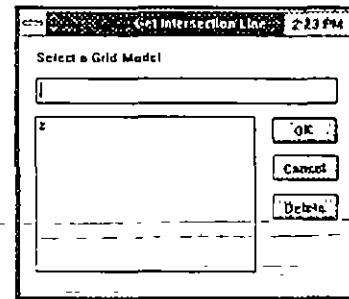 Get Intersection Line 2:23 PM
Select a Grid Model
z
OK
Cancel
Delete